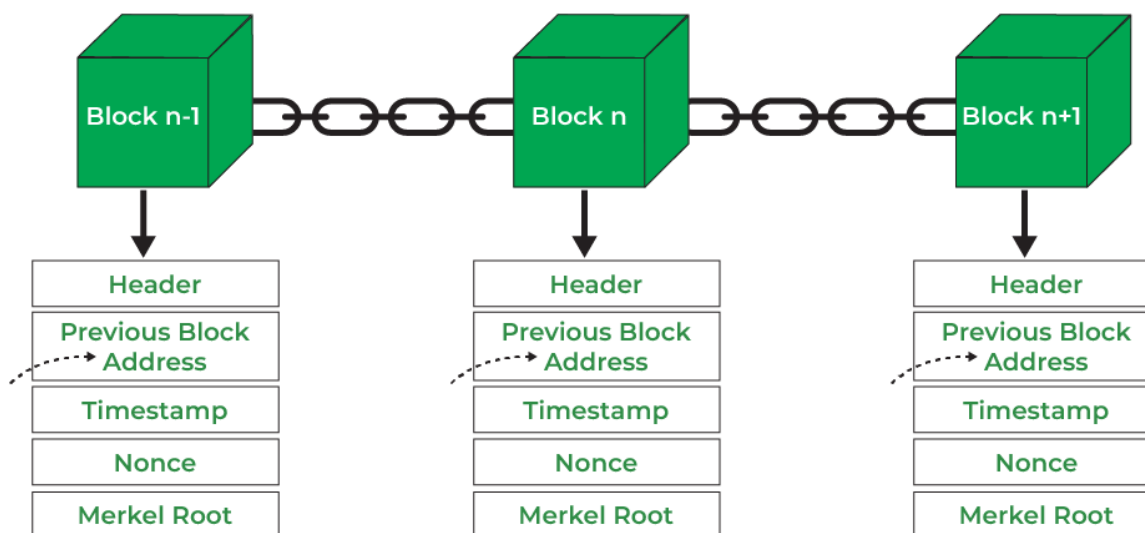 Block n-1
Block n
Block n+1
Header
Header
Header
Previous Block
Address
Previous Block
Address
Previous Block
Address
Timestamp
Timestamp
Timestamp
Nonce
Nonce
Nonce
Merkel Root
Merkel Root
Merkel Root